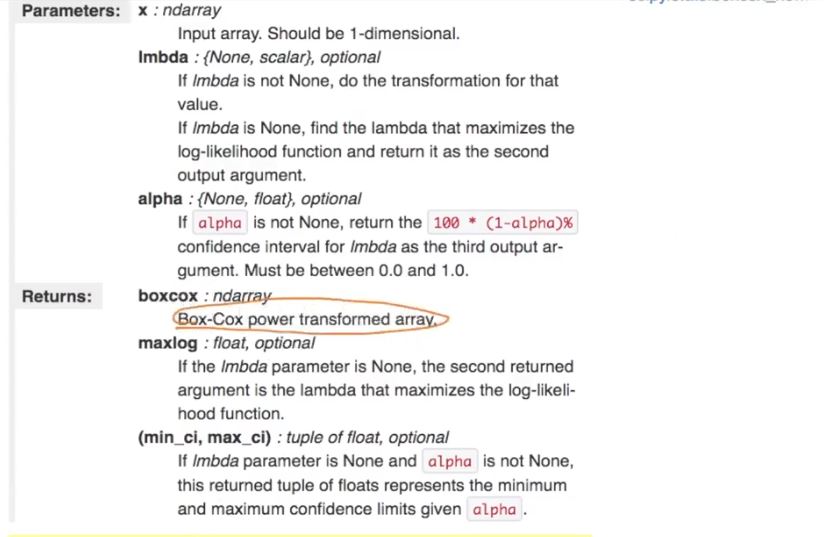 Parameters: x : ndarray
Input array. Should be 1-dimensional.
lmbda : {None, scalar}, optional
If lmbda is not None, do the transformation for that
value.
If lmbda is None, find the lambda that maximizes the
log-likelihood function and return it as the second
output argument.
alpha : {None, float}, optional
If alpha is not None, return the 100 * (1-alpha)%
confidence interval for lmbda as the third output ar-
gument. Must be between 0.0 and 1.0.
Returns: boxcox : ndarray
Box-Cox power transformed array.
maxlog : float, optional
If the lmbda parameter is None, the second returned
argument is the lambda that maximizes the log-likeli-
hood function.
(min_ci, max_ci) : tuple of float, optional
If lmbda parameter is None and alpha is not None,
this returned tuple of floats represents the minimum
and maximum confidence limits given alpha.